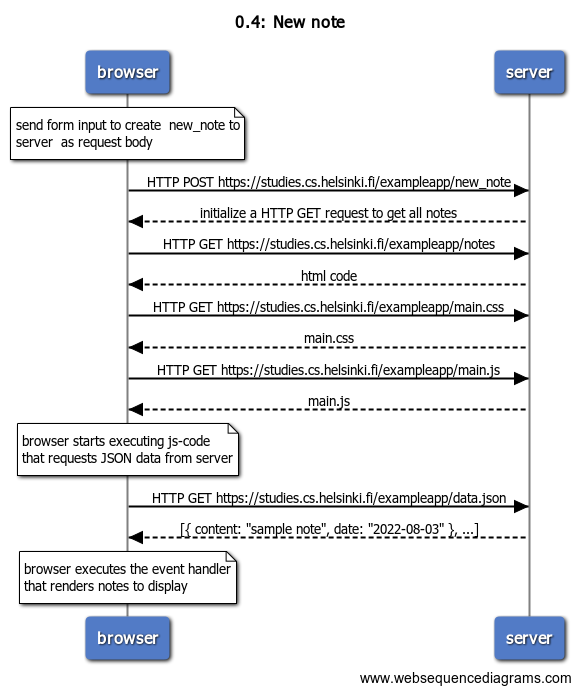 0.4: New note
browser
server
send form input to create  new_note to
server  as request body
HTTP POST https://studies.cs.helsinki.fi/exampleapp/new_note
initialize a HTTP GET request to get all notes
HTTP GET https://studies.cs.helsinki.fi/exampleapp/notes
html code
HTTP GET https://studies.cs.helsinki.fi/exampleapp/main.css
main.css
HTTP GET https://studies.cs.helsinki.fi/exampleapp/main.js
main.js
browser starts executing js-code
that requests JSON data from server
HTTP GET https://studies.cs.helsinki.fi/exampleapp/data.json
[{ content: "sample note", date: "2022-08-03" }, ...]
browser executes the event handler
that renders notes to display
browser
server
www.websequencediagrams.com